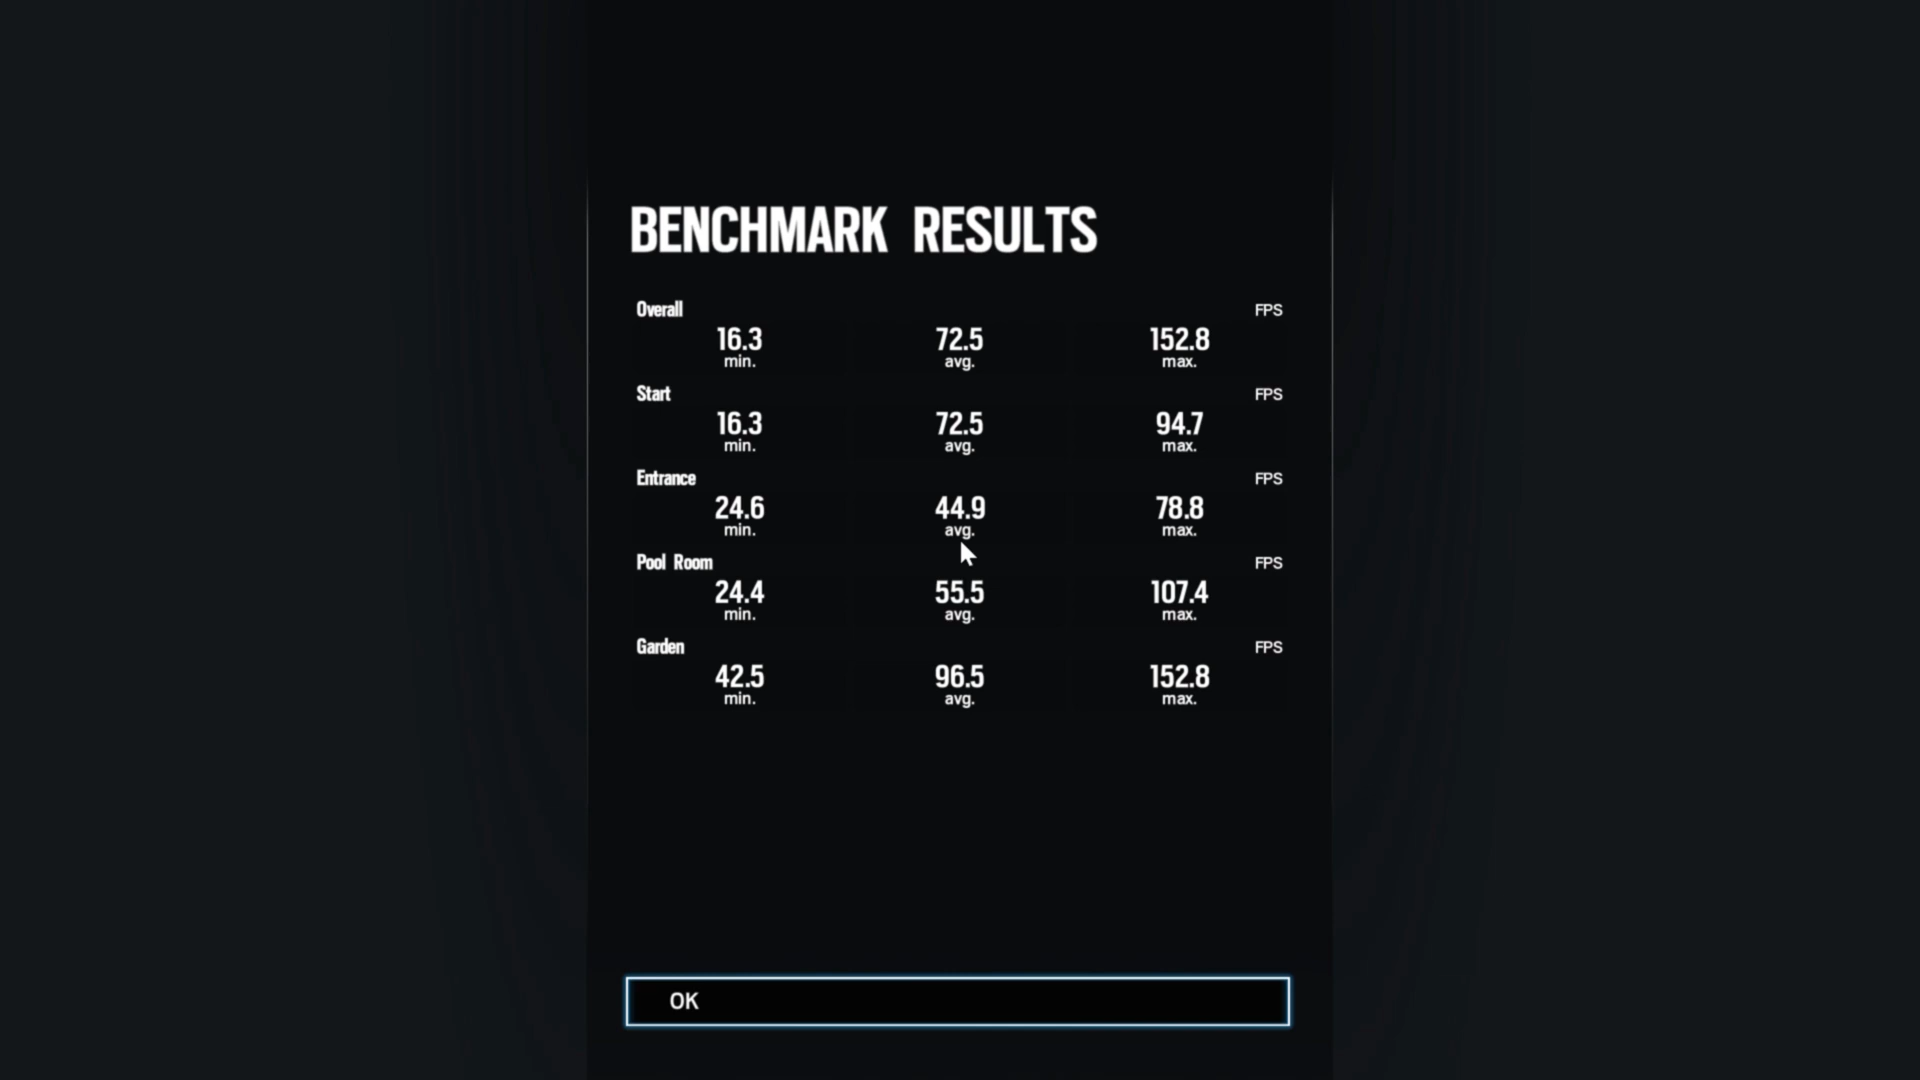 BENCHMARK RESULTS
Overall FPS
16.3 72.5 152.8
min. avg. max.
Start FPS
16.3 72.5 94.7
min. avg. max.
Entrance FPS
24.6 44.9 78.8
min. avg. max.
Pool Room FPS
24.4 55.5 107.4
min. avg. max.
Garden FPS
42.5 96.5 152.8
min. avg. max.
OK